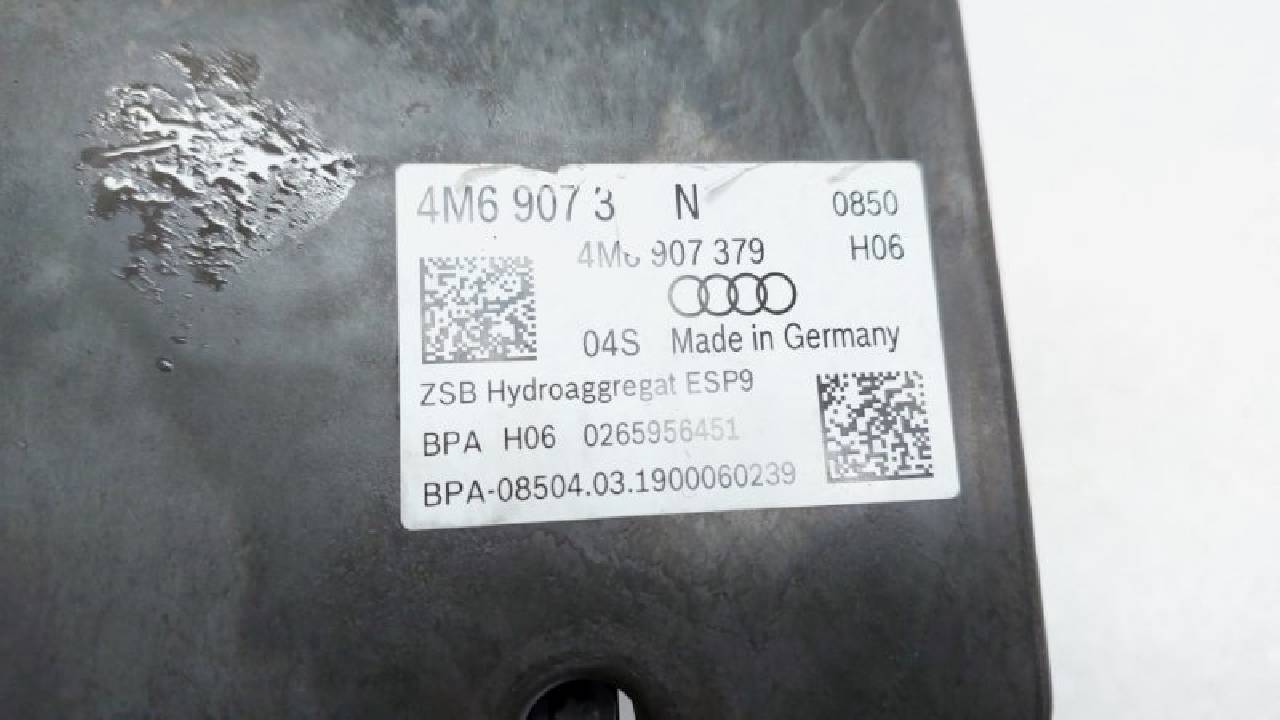 4M6 907 3 N 0850
907 379 H06
04S Made in Germany
ZSB Hydroaggregat ESP9
BPA H06 0265956451
BPA-08504.03.1900060239